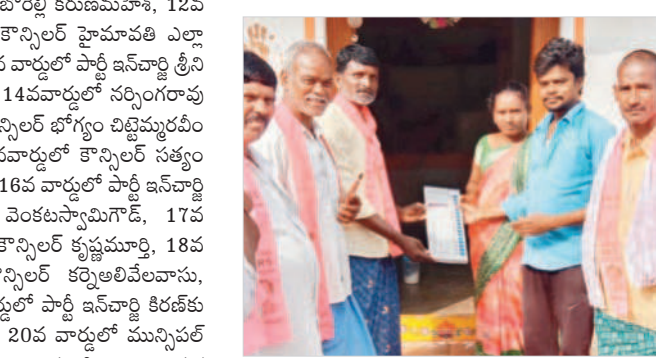 బొరెల్లి కరుణమహేశ్, 12వ
కౌన్సిలర్ హైమావతి ఎల్లా
వ వార్డులో పార్టీ ఇన్‌చార్జి శ్రీని
14వవార్డులో నర్సింగరావు
న్సిలర్ భోగ్యం చిట్టెమ్మరవీం
వవార్డులో కౌన్సిలర్ సత్యం
16వ వార్డులో పార్టీ ఇన్‌చార్జి
వెంకటస్వామిగౌడ్, 17వ
కౌన్సిలర్ కృష్ణమూర్తి, 18వ
న్సిలర్ కర్నెఅలివేలవాసు,
ర్డులో పార్టీ ఇన్‌చార్జి కిరణ్‌కు
20వ వార్డులో మున్సిపల్